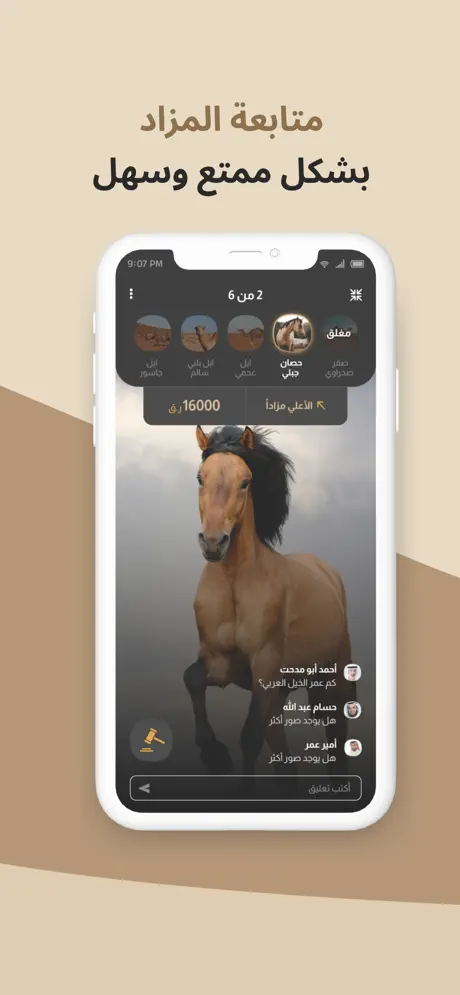 متابعة المزاد
بشكل ممتع وسهل
9:07 PM
2 من 6
مغلق
صقر صحراوي
حصان جبلي
ابل عجمي
ابل بلبي سالم
ابل جاسور
الأعلي مزاداً
16000 ر.ق
أحمد أبو مدحت
كم عمر الخيل العربي؟
حسام عبد الله
هل يوجد صور أكثر
أمير عمر
هل يوجد صور أكثر
أكتب تعليق